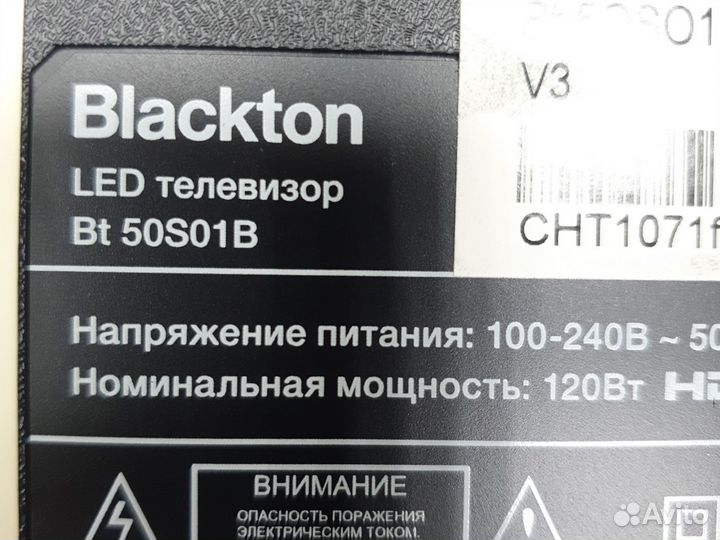 Blackton
LED телевизор
Bt 50S01B
V3
CHT1071f
Напряжение питания: 100-240В ~ 50
Номинальная мощность: 120Вт
ВНИМАНИЕ
ОПАСНОСТЬ ПОРАЖЕНИЯ
ЭЛЕКТРИЧЕСКИМ ТОКОМ.
Avito